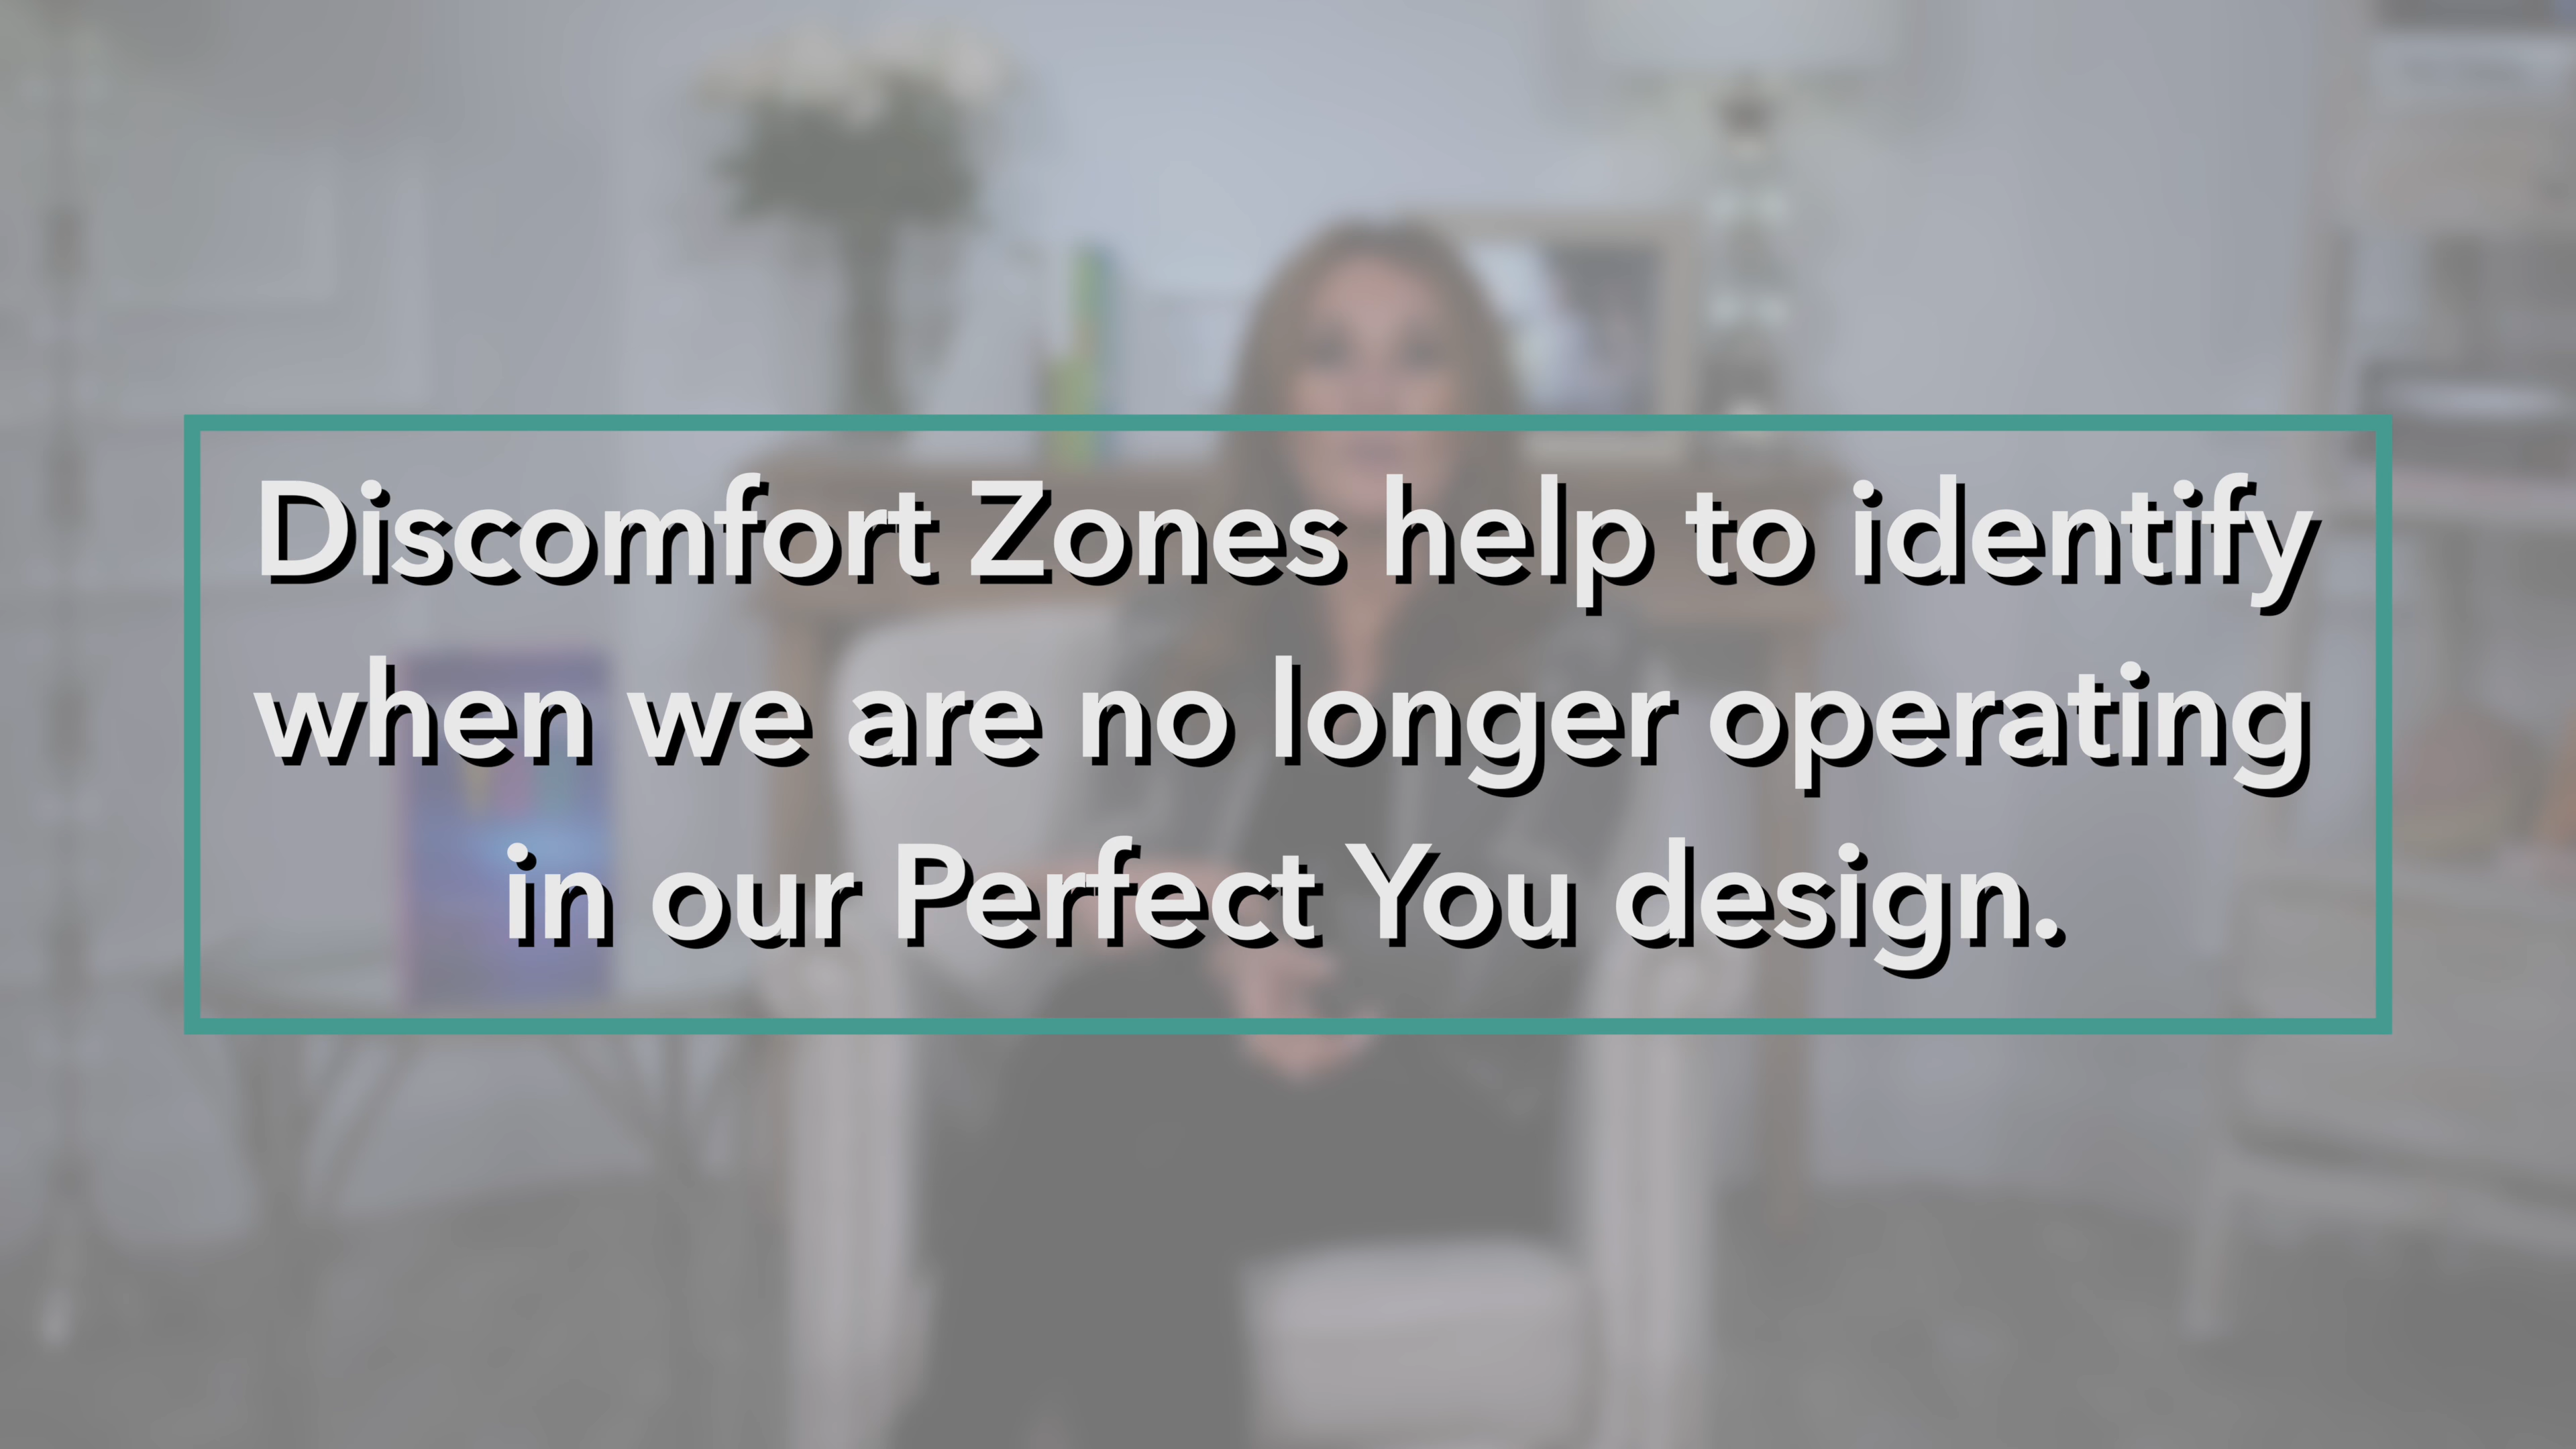 Discomfort Zones help to identify
when we are no longer operating
in our Perfect You design.